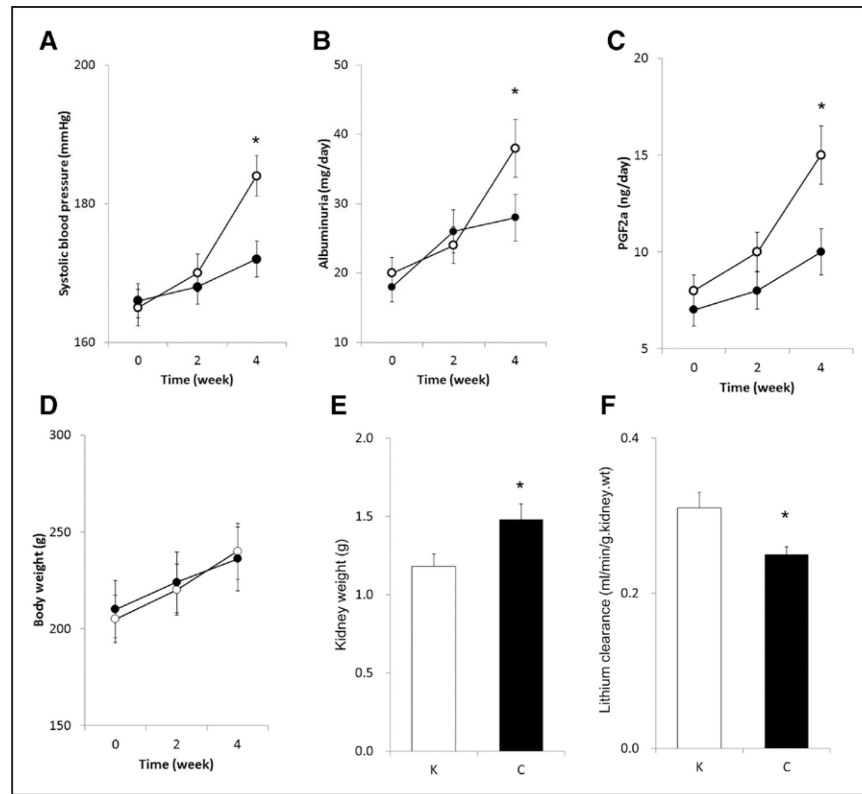 A
200
180
160
*
0
2
4
Systolic blood pressure (mmHg)
Time (week)
B
50
40
30
20
10
*
0
2
4
Albuminuria (mg/day)
Time (week)
C
20
15
10
5
*
0
2
4
PGF2a (ng/day)
Time (week)
D
300
250
200
150
0
2
4
Body weight (g)
Time (week)
E
2.0
1.5
1.0
0.5
0.0
*
K
C
Kidney weight (g)
F
0.4
0.2
0.0
*
K
C
Lithium clearance (ml/min/g.kidney.wt)